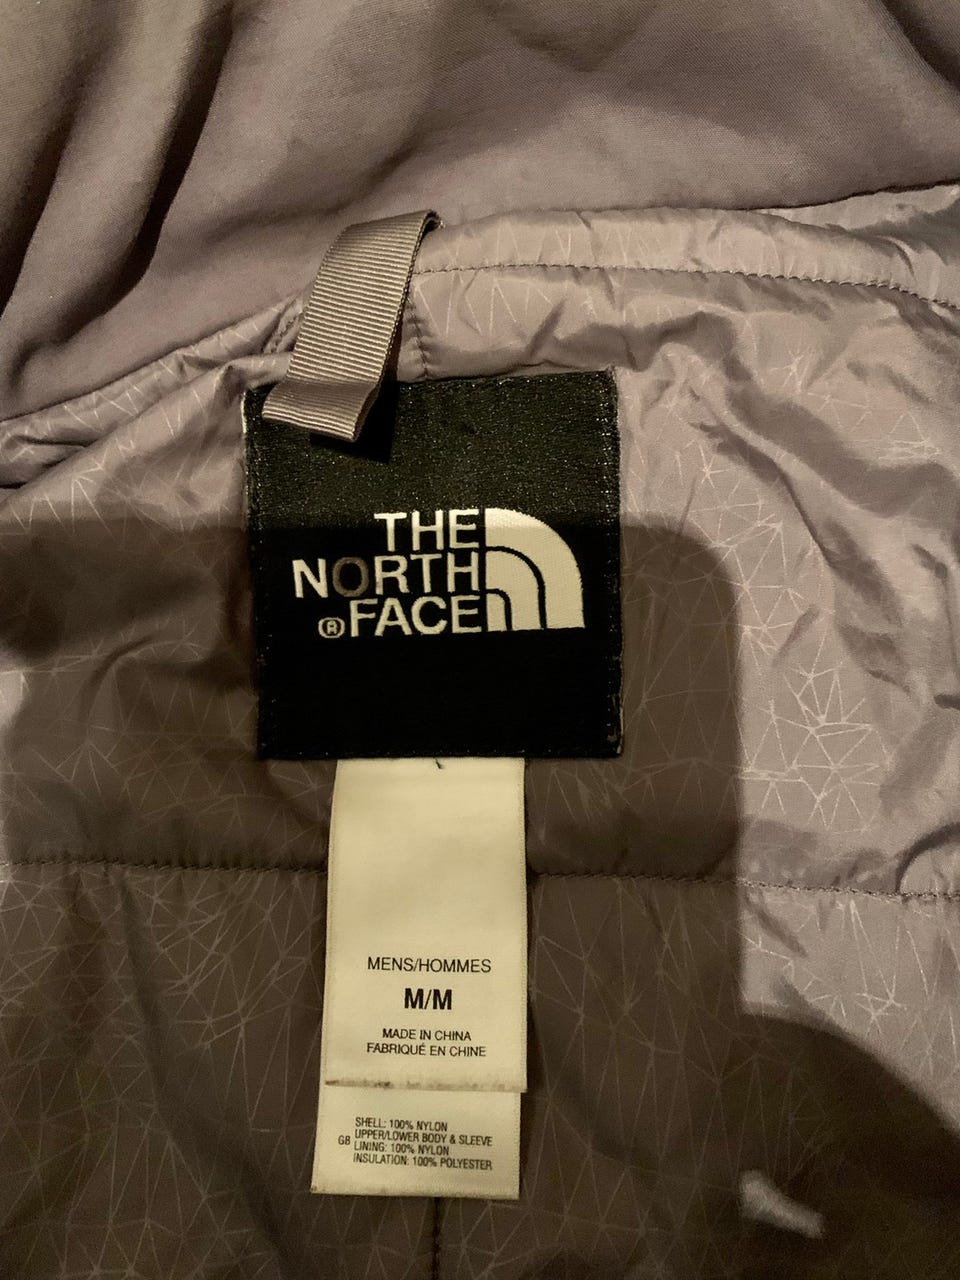 THE
NORTH
®FACE
MENS/HOMMES
M/M
MADE IN CHINA
FABRIQUÉ EN CHINE
SHELL: 100% NYLON
GB UPPER/LOWER BODY & SLEEVE
LINING: 100% NYLON
INSULATION: 100% POLYESTER